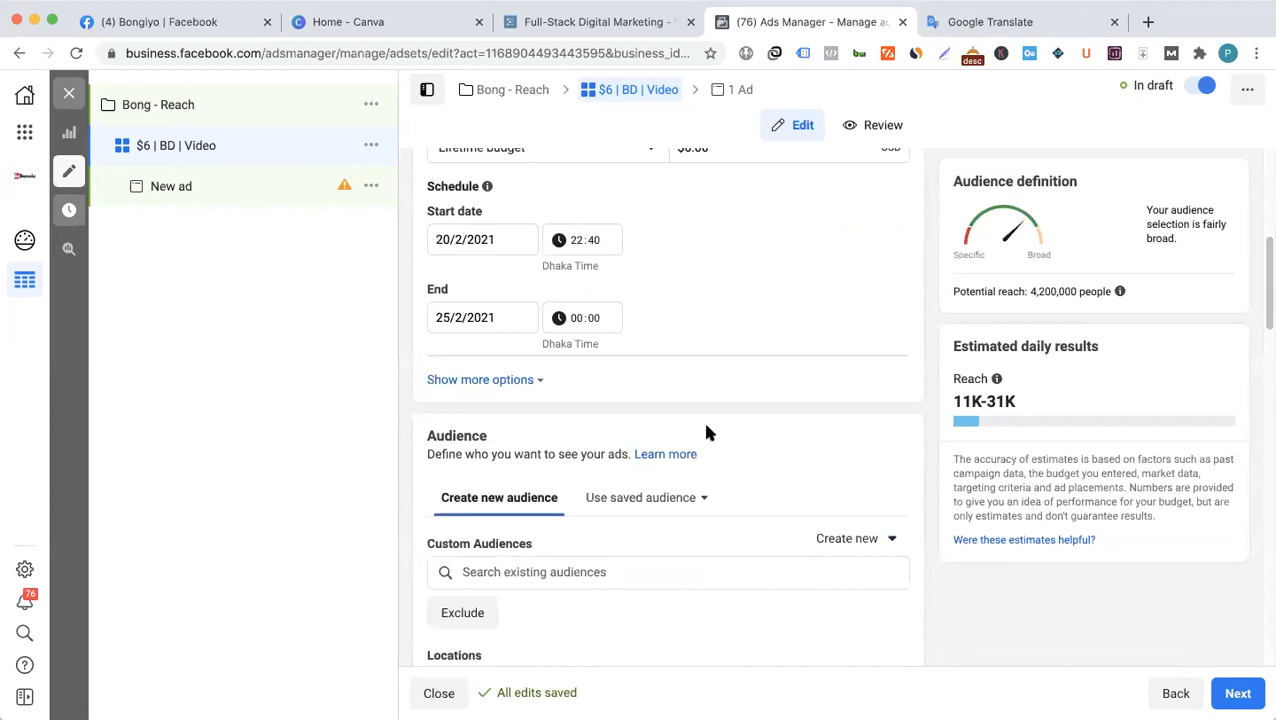 (4) Bongiyo | Facebook
Home - Canva
Full-Stack Digital Marketing -
(76) Ads Manager - Manage ad
Google Translate
business.facebook.com/adsmanager/manage/adsets/edit?act=1168904493443595&business_id...
Bong - Reach
$6 | BD | Video
1 Ad
In draft
Bong - Reach
$6 | BD | Video
New ad
Edit
Review
Lifetime budget
$6.00
USD
Schedule
Start date
20/2/2021
22:40
Dhaka Time
End
25/2/2021
00:00
Dhaka Time
Show more options
Audience
Define who you want to see your ads. Learn more
Create new audience
Use saved audience
Custom Audiences
Create new
Search existing audiences
Exclude
Locations
Audience definition
Specific
Broad
Your audience
selection is fairly
broad.
Potential reach: 4,200,000 people
Estimated daily results
Reach
11K-31K
The accuracy of estimates is based on factors such as past
campaign data, the budget you entered, market data,
targeting criteria and ad placements. Numbers are provided
to give you an idea of performance for your budget, but are
only estimates and don't guarantee results.
Were these estimates helpful?
76
Close
All edits saved
Back
Next